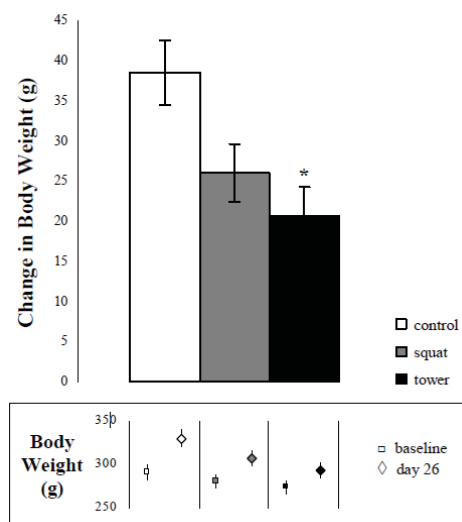 Change in Body Weight (g)
45
40
35
30
25
20
15
10
5
0
*
control
squat
tower
Body
Weight
(g)
350
300
250
baseline
day 26